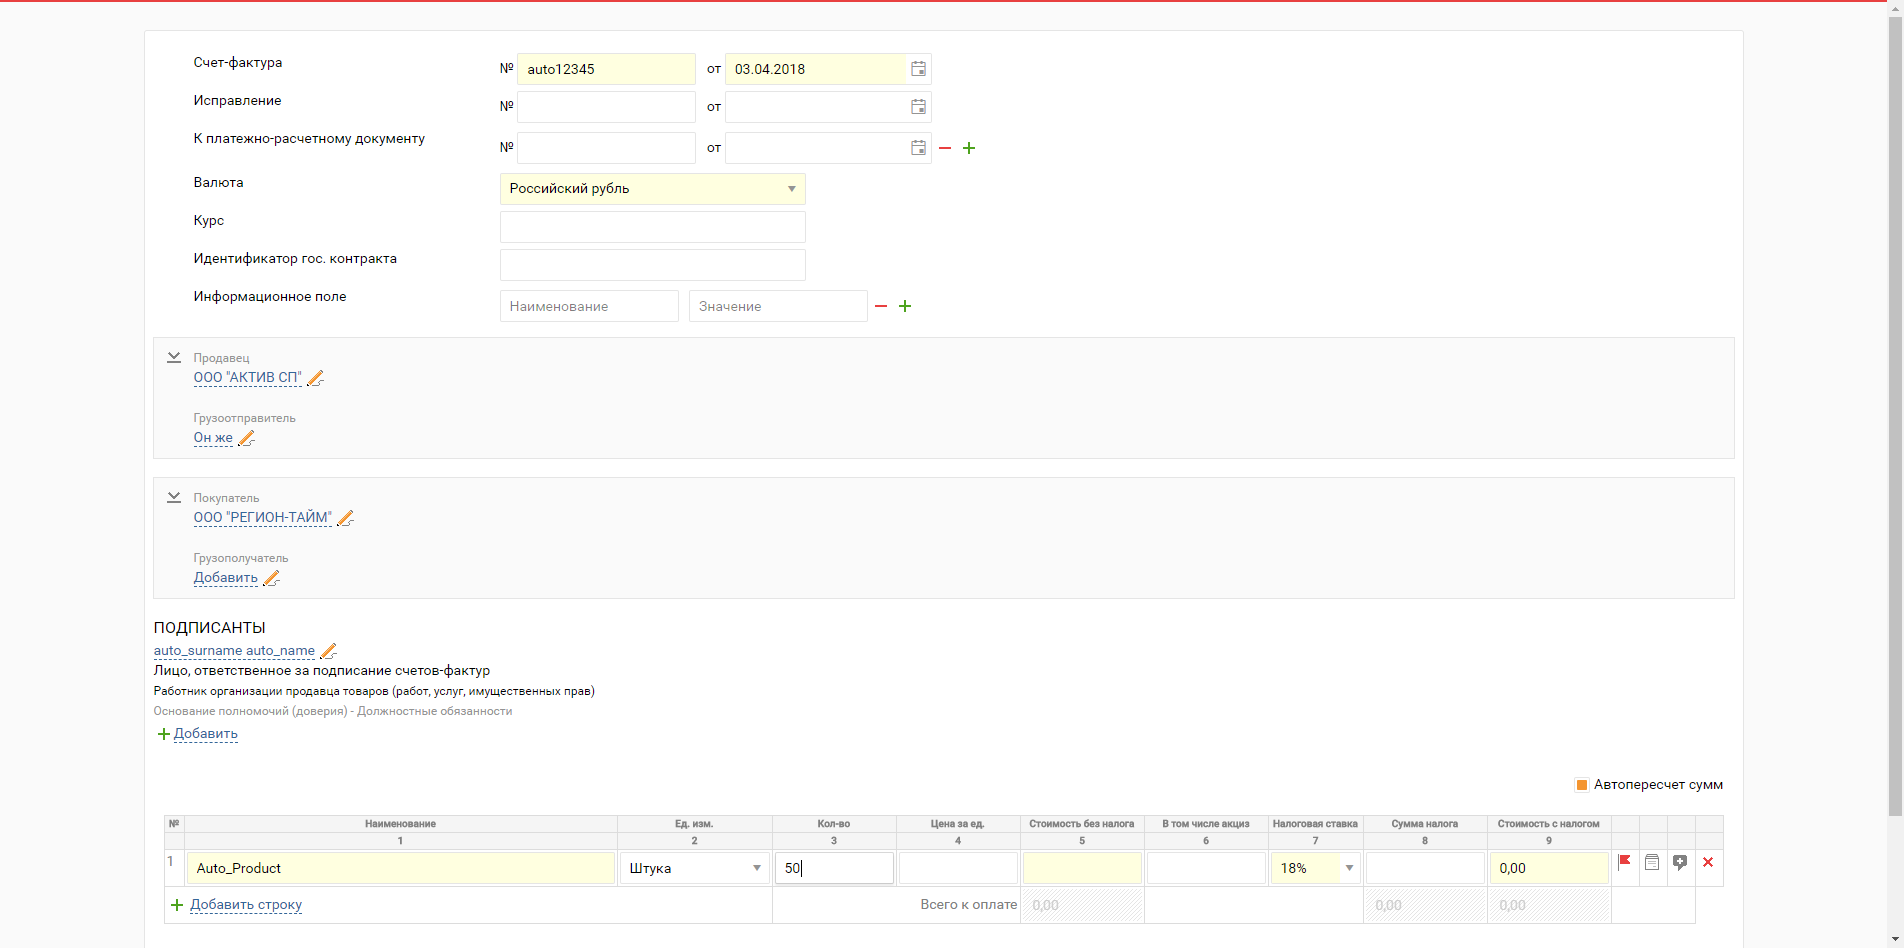 Счет-фактура № auto12345 от 03.04.2018
Исправление № от
К платежно-расчетному документу № от
Валюта Российский рубль
Курс
Идентификатор гос. контракта
Информационное поле Наименование Значение
Продавец
ООО "АКТИВ СП"
Грузоотправитель
Он же
Покупатель
ООО "РЕГИОН-ТАЙМ"
Грузополучатель
Добавить
ПОДПИСАНТЫ
auto_surname auto_name
Лицо, ответственное за подписание счетов-фактур
Работник организации продавца товаров (работ, услуг, имущественных прав)
Основание полномочий (доверия) - Должностные обязанности
Добавить
Автопересчет сумм
№ Наименование Ед. изм. Кол-во Цена за ед. Стоимость без налога В том числе акциз Налоговая ставка Сумма налога Стоимость с налогом
1 2 3 4 5 6 7 8 9
1 Auto_Product Штука 50 18% 0,00
Добавить строку Всего к оплате 0,00 0,00 0,00